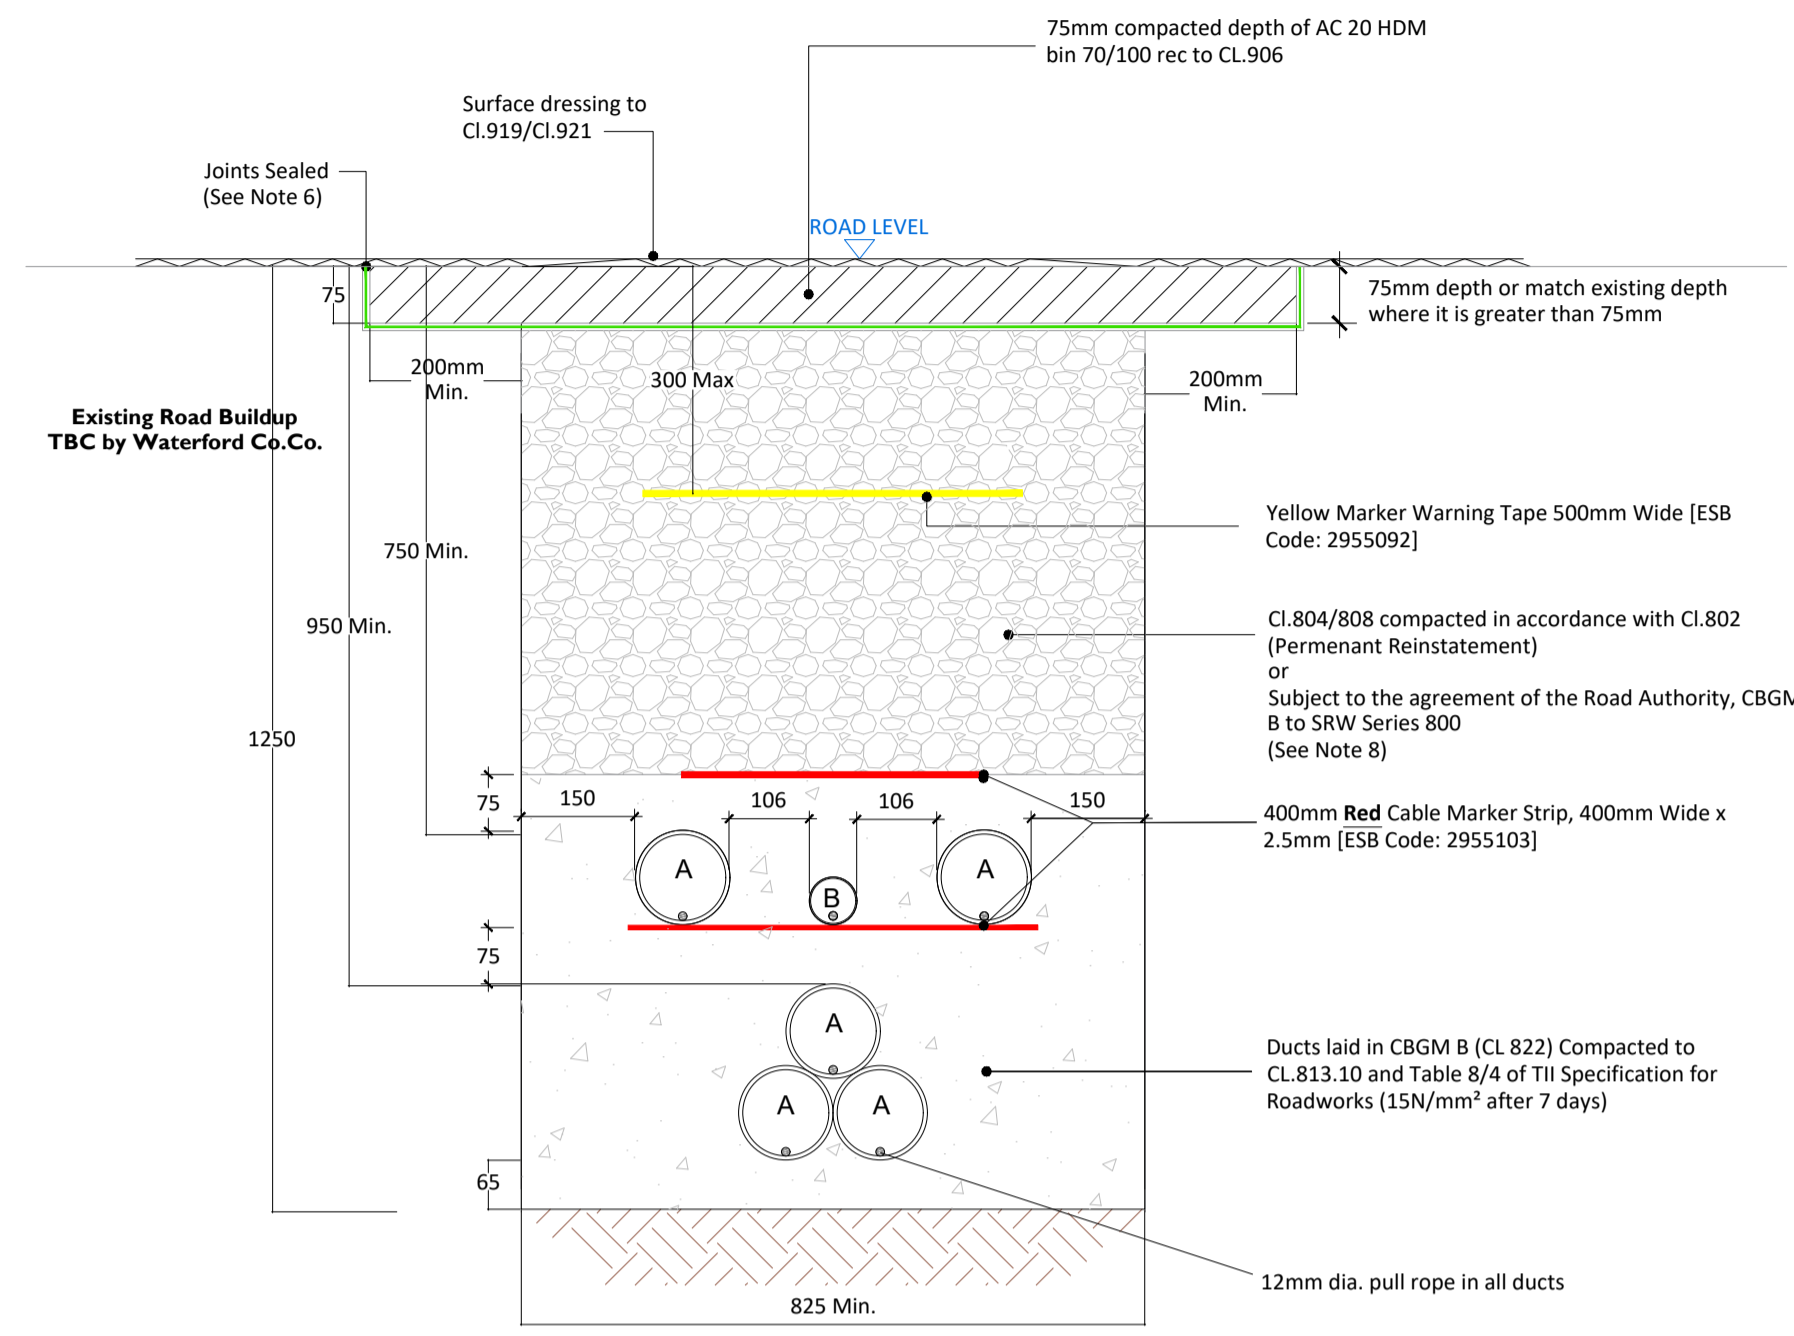 75mm compacted depth of AC 20 HDM
bin 70/100 rec to CL.906
Surface dressing to
Cl.919/Cl.921
Joints Sealed
(See Note 6)
ROAD LEVEL
75
75mm depth or match existing depth
where it is greater than 75mm
200mm
Min.
300 Max
200mm
Min.
Existing Road Buildup
TBC by Waterford Co.Co.
Yellow Marker Warning Tape 500mm Wide [ESB
Code: 2955092]
750 Min.
950 Min.
Cl.804/808 compacted in accordance with Cl.802
(Permenant Reinstatement)
or
Subject to the agreement of the Road Authority, CBGM
B to SRW Series 800
(See Note 8)
1250
75
150
106
106
150
400mm Red Cable Marker Strip, 400mm Wide x
2.5mm [ESB Code: 2955103]
A
B
A
75
A
A
A
Ducts laid in CBGM B (CL 822) Compacted to
CL.813.10 and Table 8/4 of TII Specification for
Roadworks (15N/mm² after 7 days)
65
12mm dia. pull rope in all ducts
825 Min.